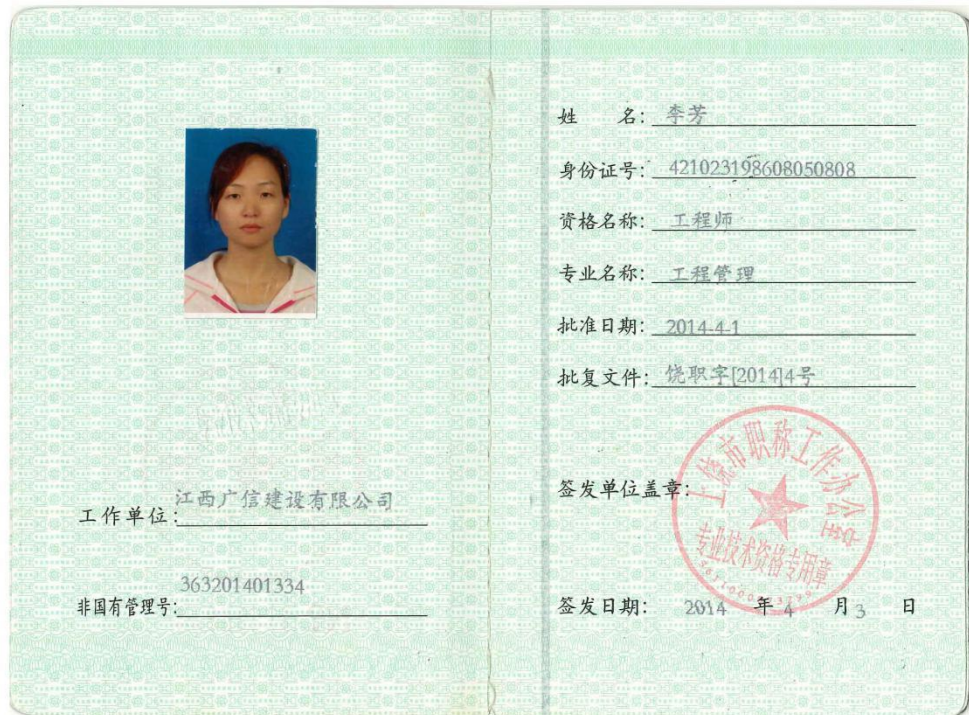 工作单位:江西广信建设有限公司
非国有管理号:363201401334
姓 名:李芳
身份证号:421023198608050808
资格名称:工程师
专业名称:工程管理
批准日期:2014-4-1
批复文件:饶职字[2014]4号
签发单位盖章:
上饶市职称工作办公室
专业技术资格专用章
签发日期: 2014 年 4 月 3 日